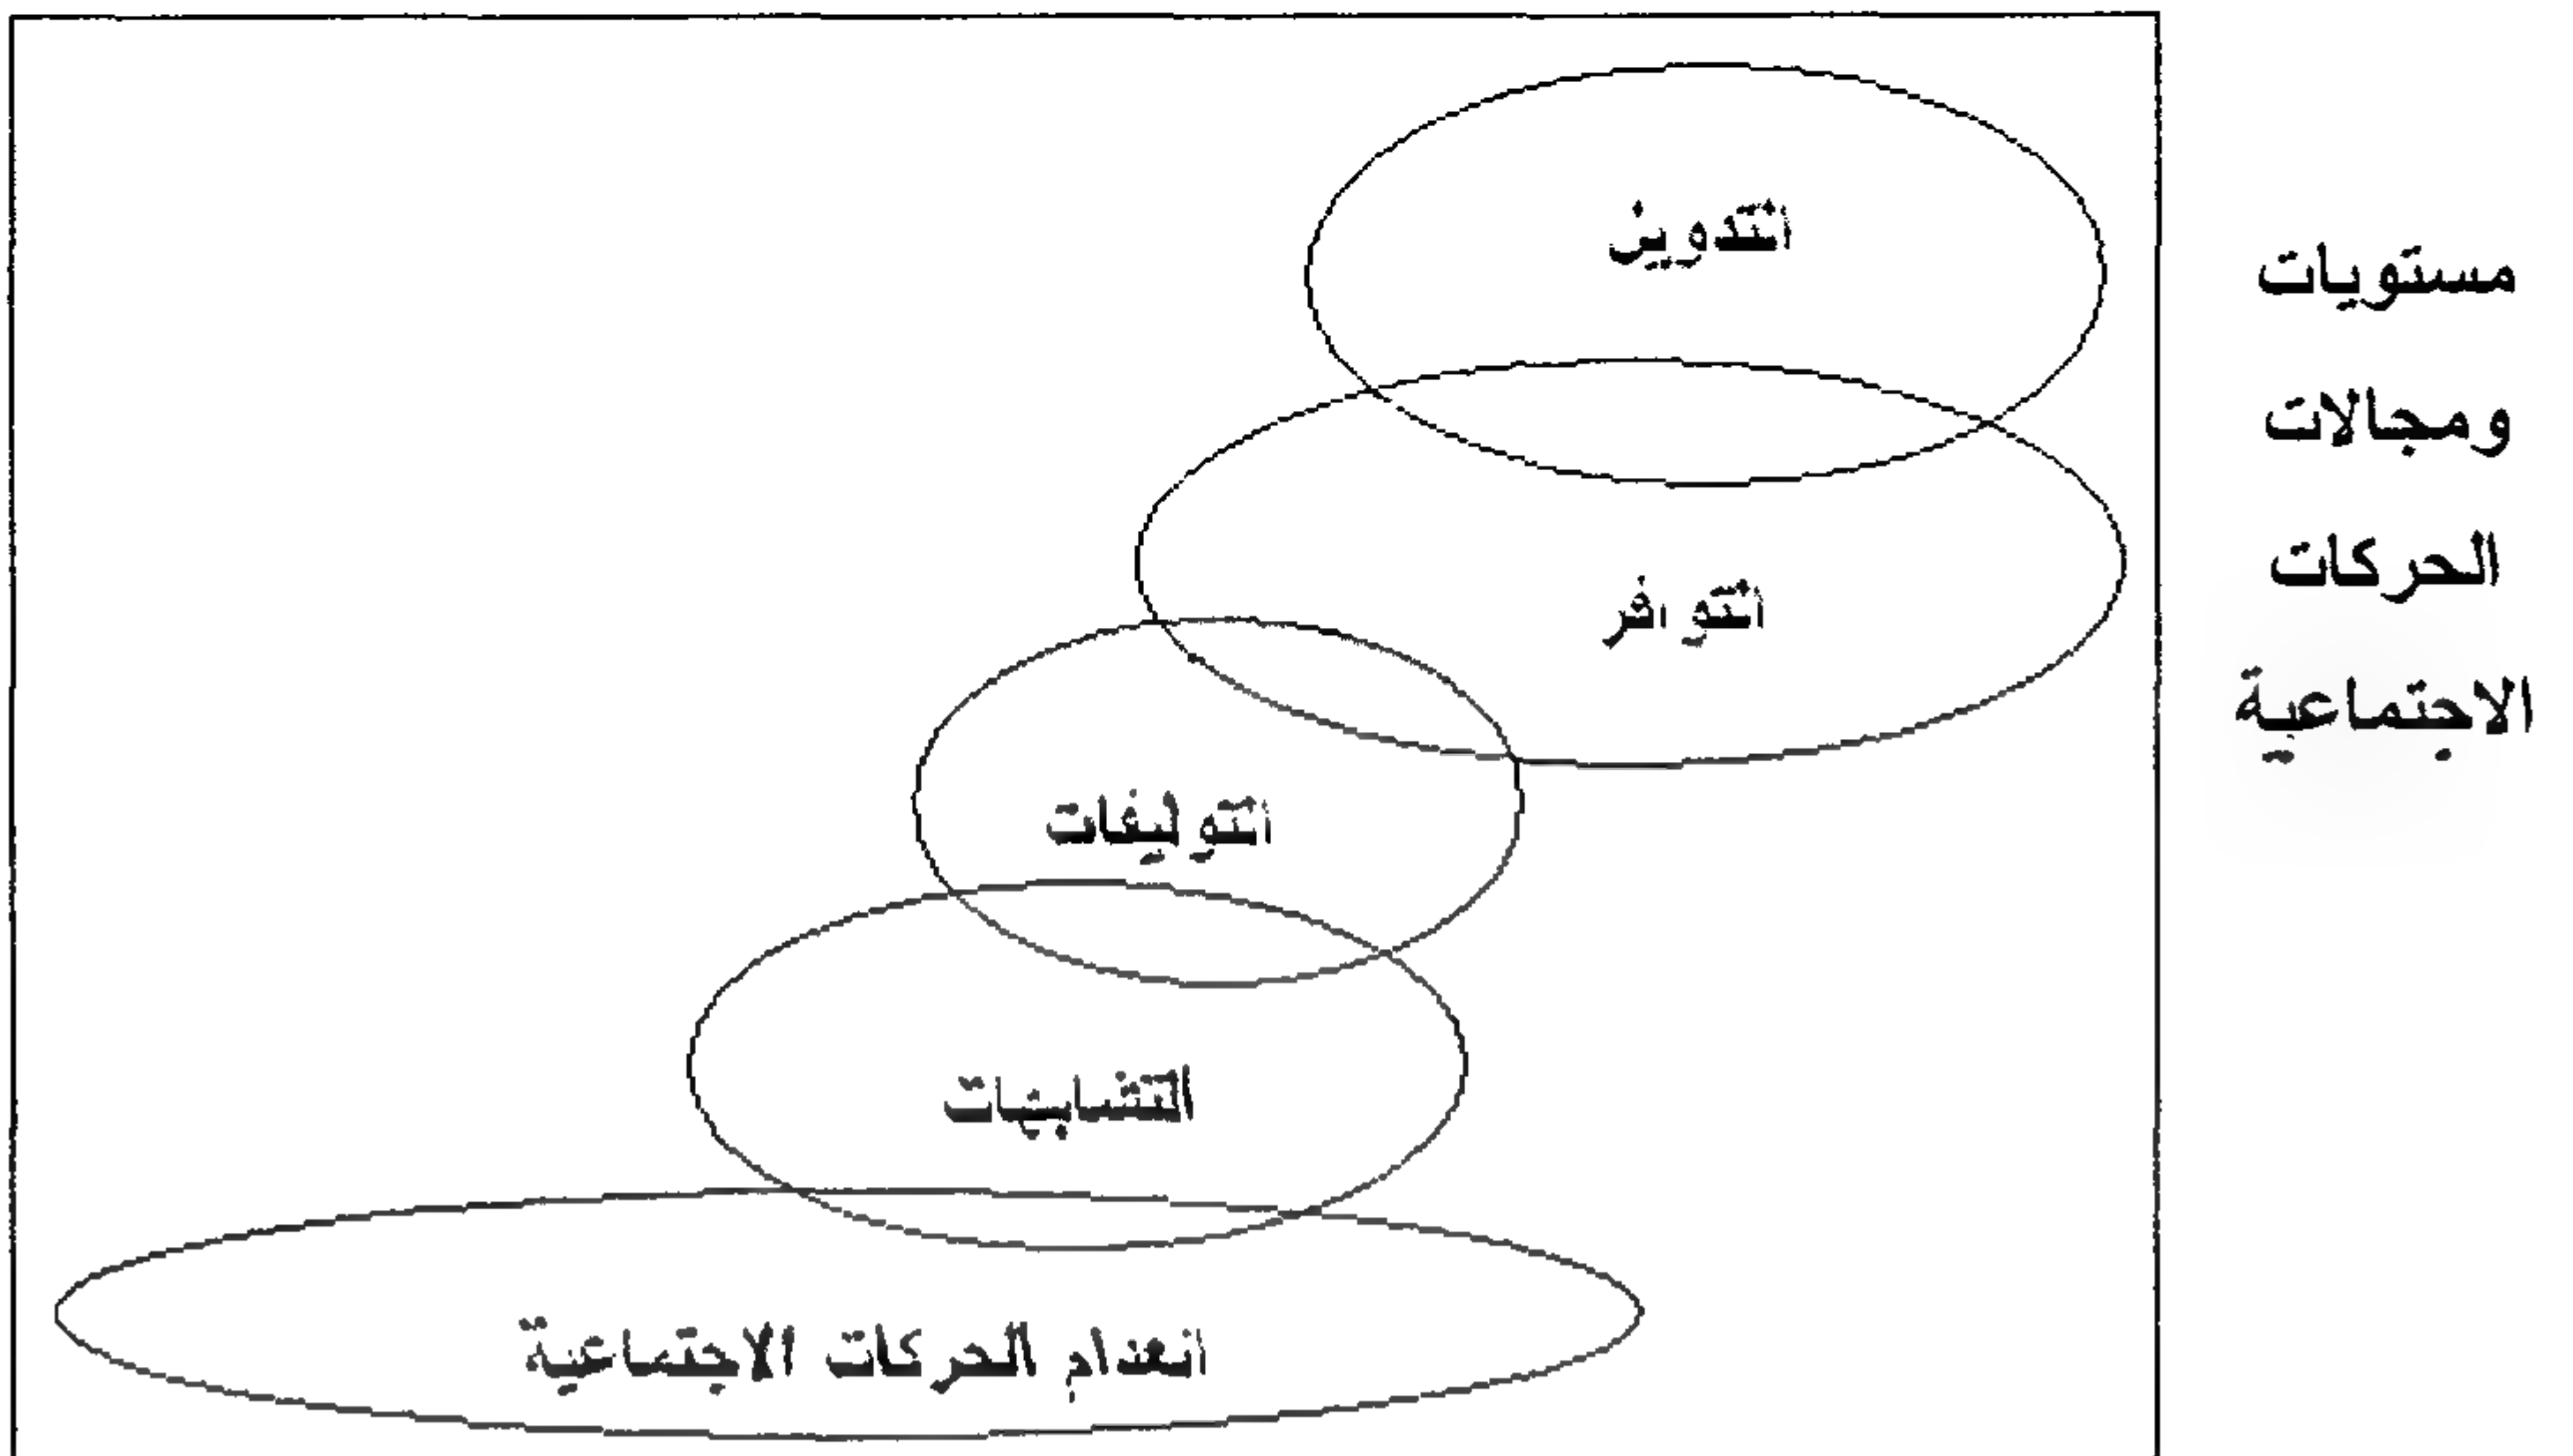 مستويات
ومجالات
الحركات
الاجتماعية
التدوين
التوافر
التوليفات
التشابهات
انعدام الحركات الاجتماعية